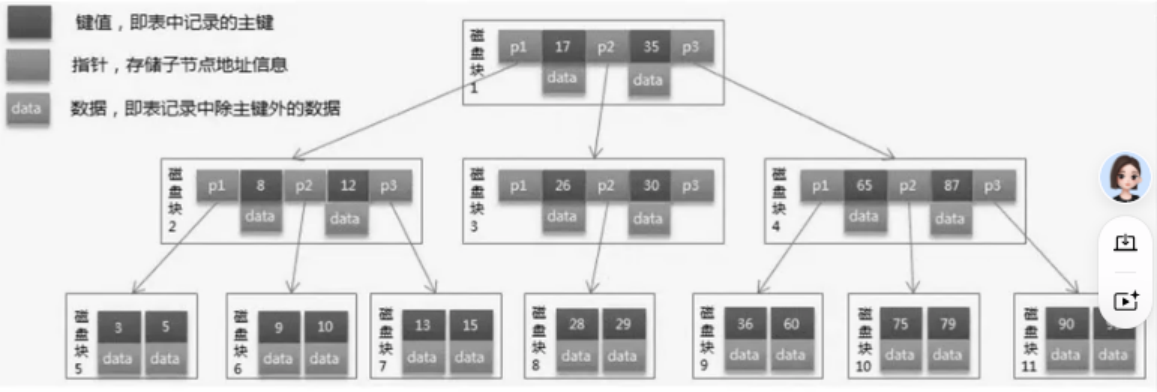 键值，即表中记录的主键
指针，存储子节点地址信息
data 数据，即表记录中除主键外的数据
磁盘块1 p1 17 p2 35 p3
data data
磁盘块2 p1 8 p2 12 p3
data data
磁盘块3 p1 26 p2 30 p3
data data
磁盘块4 p1 65 p2 87 p3
data data
磁盘块5 3 5
data data
磁盘块6 9 10
data data
磁盘块7 13 15
data data
磁盘块8 28 29
data data
磁盘块9 36 60
data data
磁盘块10 75 79
data data
磁盘块11 90
data data